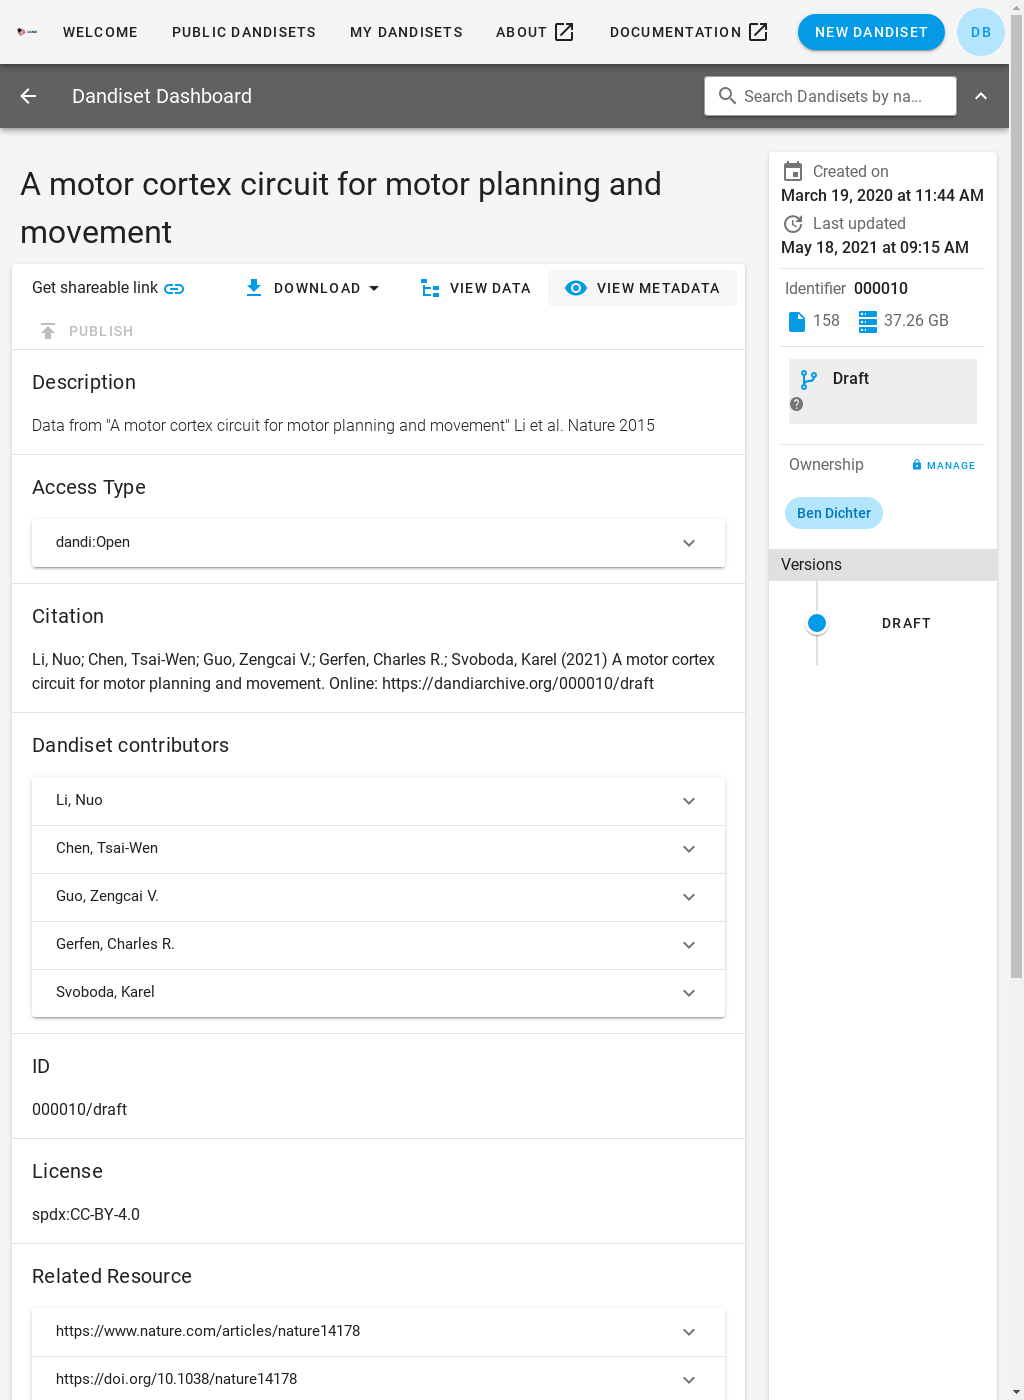 WELCOME PUBLIC DANDISETS MY DANDISETS ABOUT DOCUMENTATION NEW DANDISET DB
Dandiset Dashboard Search Dandisets by na...
A motor cortex circuit for motor planning and
movement
Get shareable link DOWNLOAD VIEW DATA VIEW METADATA
PUBLISH
Description
Data from "A motor cortex circuit for motor planning and movement" Li et al. Nature 2015
Access Type
dandi:Open
Citation
Li, Nuo; Chen, Tsai-Wen; Guo, Zengcai V.; Gerfen, Charles R.; Svoboda, Karel (2021) A motor cortex
circuit for motor planning and movement. Online: https://dandiarchive.org/000010/draft
Dandiset contributors
Li, Nuo
Chen, Tsai-Wen
Guo, Zengcai V.
Gerfen, Charles R.
Svoboda, Karel
ID
000010/draft
License
spdx:CC-BY-4.0
Related Resource
https://www.nature.com/articles/nature14178
https://doi.org/10.1038/nature14178
Created on
March 19, 2020 at 11:44 AM
Last updated
May 18, 2021 at 09:15 AM
Identifier 000010
158 37.26 GB
Draft
Ownership MANAGE
Ben Dichter
Versions
DRAFT